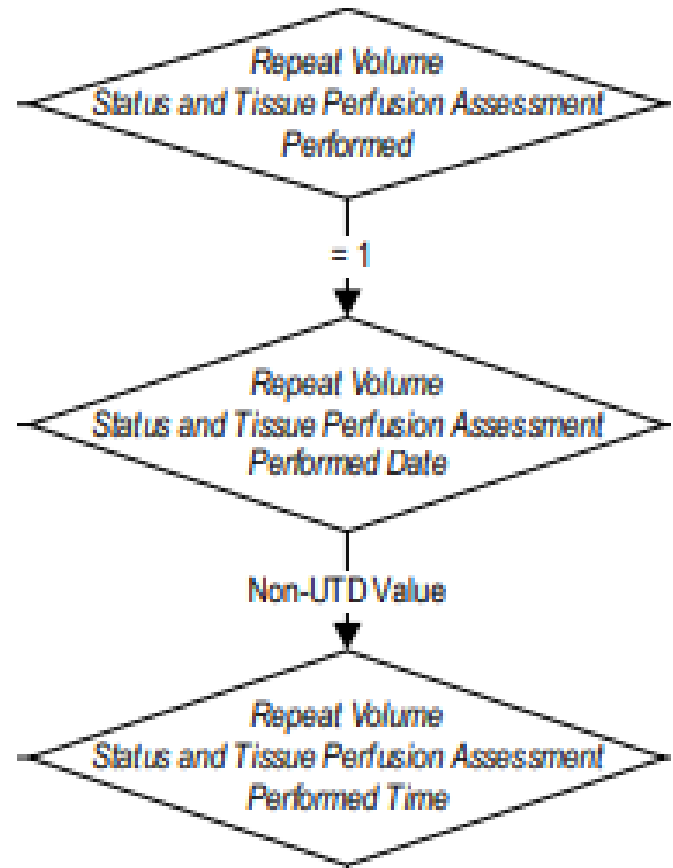 Repeat Volume
Status and Tissue Perfusion Assessment
Performed
= 1
Repeat Volume
Status and Tissue Perfusion Assessment
Performed Date
Non-UTD Value
Repeat Volume
Status and Tissue Perfusion Assessment
Performed Time